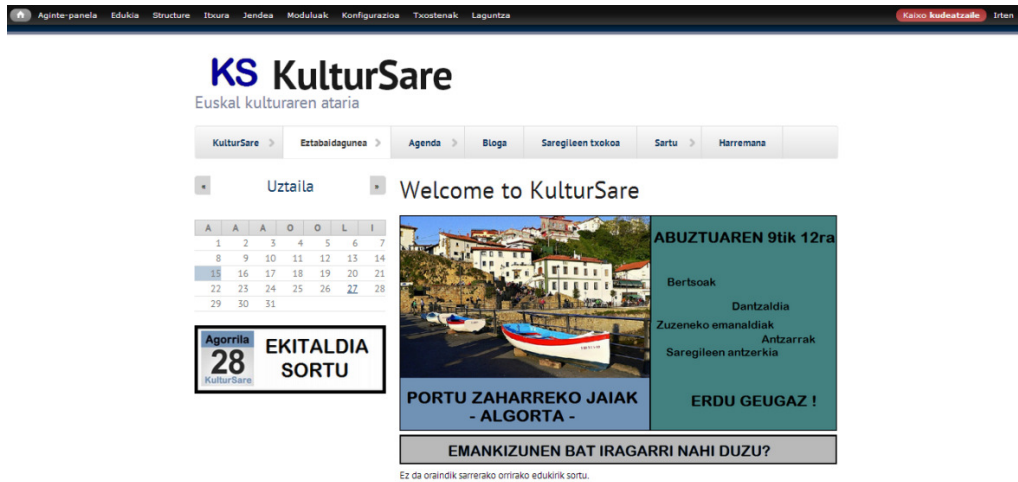 Aginte-panela Edukia Structure Itxura Jendea Moduluak Konfigurazioa Txostenak Laguntza Kaixo kudeatzaile Irten
KS KulturSare
Euskal kulturaren ataria
KulturSare Eztabaidagunea Agenda Bloga Saregileen txokoa Sartu Harremana
« Uztaila »
A A A O O L I
1 2 3 4 5 6 7
8 9 10 11 12 13 14
15 16 17 18 19 20 21
22 23 24 25 26 27 28
29 30 31
Agorrila
28
KulturSare
EKITALDIA
SORTU
Welcome to KulturSare
ABUZTUAREN 9tik 12ra
Bertsoak
Dantzaldia
Zuzeneko emanaldiak
Antzarrak
Saregileen antzerkia
ERDU GEUGAZ !
PORTU ZAHARREKO JAIAK
- ALGORTA -
EMANKIZUNEN BAT IRAGARRI NAHI DUZU?
Ez da oraindik sarrerako orrirako edukirik sortu.